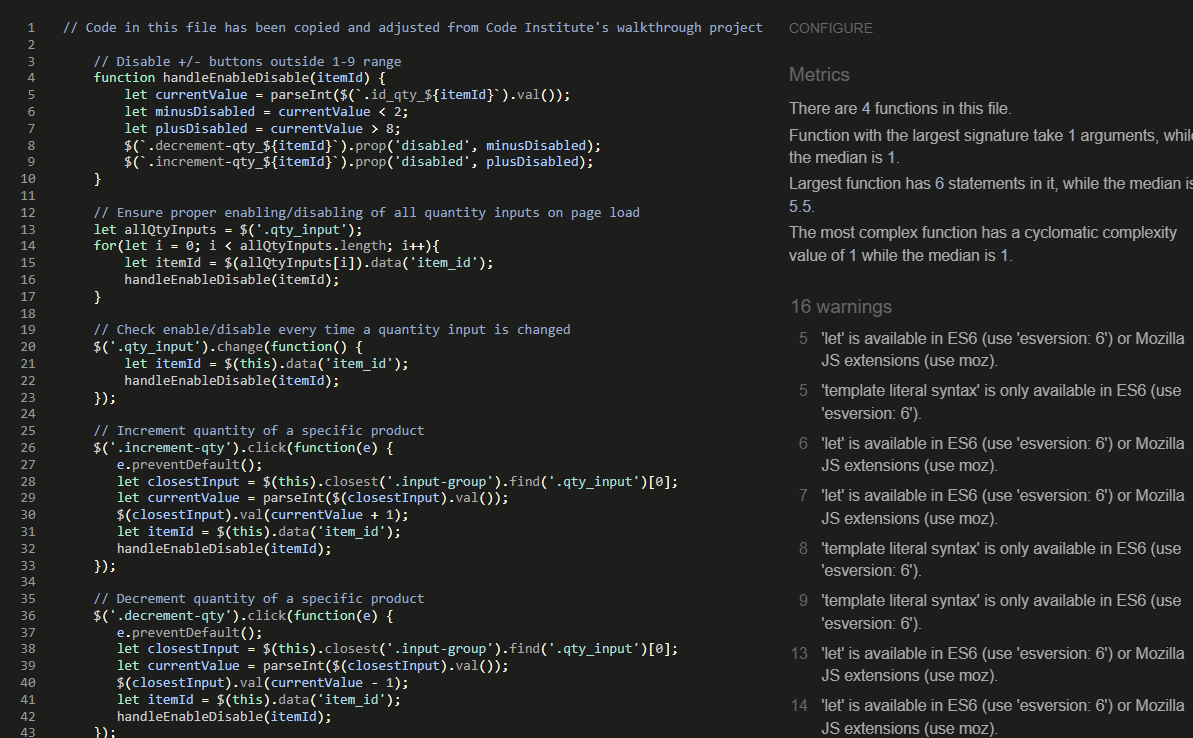 1 // Code in this file has been copied and adjusted from Code Institute's walkthrough project
2
3 // Disable +/- buttons outside 1-9 range
4 function handleEnableDisable(itemId) {
5 let currentValue = parseInt($(`.id_qty_${itemId}`).val());
6 let minusDisabled = currentValue < 2;
7 let plusDisabled = currentValue > 8;
8 $(`.decrement-qty_${itemId}`).prop('disabled', minusDisabled);
9 $(`.increment-qty_${itemId}`).prop('disabled', plusDisabled);
10 }
11
12 // Ensure proper enabling/disabling of all quantity inputs on page load
13 let allQtyInputs = $('.qty_input');
14 for(let i = 0; i < allQtyInputs.length; i++){
15 let itemId = $(allQtyInputs[i]).data('item_id');
16 handleEnableDisable(itemId);
17 }
18
19 // Check enable/disable every time a quantity input is changed
20 $('.qty_input').change(function() {
21 let itemId = $(this).data('item_id');
22 handleEnableDisable(itemId);
23 });
24
25 // Increment quantity of a specific product
26 $('.increment-qty').click(function(e) {
27 e.preventDefault();
28 let closestInput = $(this).closest('.input-group').find('.qty_input')[0];
29 let currentValue = parseInt($(closestInput).val());
30 $(closestInput).val(currentValue + 1);
31 let itemId = $(this).data('item_id');
32 handleEnableDisable(itemId);
33 });
34
35 // Decrement quantity of a specific product
36 $('.decrement-qty').click(function(e) {
37 e.preventDefault();
38 let closestInput = $(this).closest('.input-group').find('.qty_input')[0];
39 let currentValue = parseInt($(closestInput).val());
40 $(closestInput).val(currentValue - 1);
41 let itemId = $(this).data('item_id');
42 handleEnableDisable(itemId);
43 });
CONFIGURE
Metrics
There are 4 functions in this file.
Function with the largest signature take 1 arguments, while
the median is 1.
Largest function has 6 statements in it, while the median is
5.5.
The most complex function has a cyclomatic complexity
value of 1 while the median is 1.
16 warnings
5 'let' is available in ES6 (use 'esversion: 6') or Mozilla
JS extensions (use moz).
5 'template literal syntax' is only available in ES6 (use
'esversion: 6').
6 'let' is available in ES6 (use 'esversion: 6') or Mozilla
JS extensions (use moz).
7 'let' is available in ES6 (use 'esversion: 6') or Mozilla
JS extensions (use moz).
8 'template literal syntax' is only available in ES6 (use
'esversion: 6').
9 'template literal syntax' is only available in ES6 (use
'esversion: 6').
13 'let' is available in ES6 (use 'esversion: 6') or Mozilla
JS extensions (use moz).
14 'let' is available in ES6 (use 'esversion: 6') or Mozilla
JS extensions (use moz).